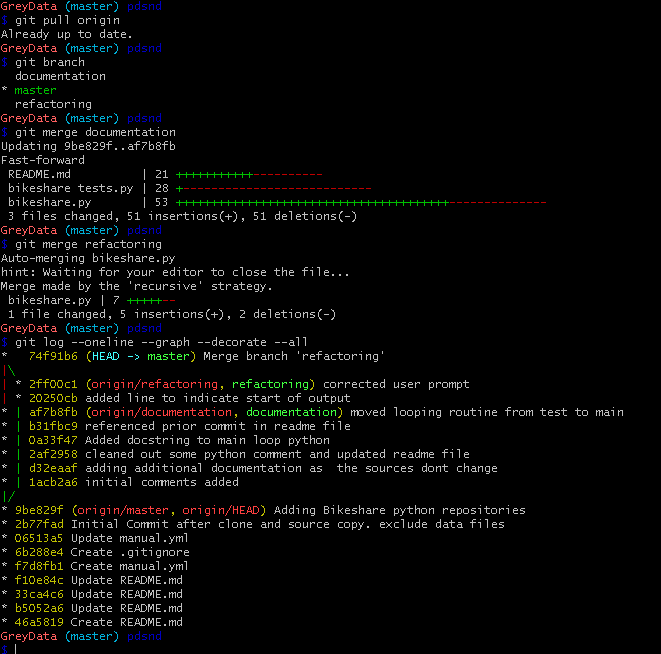 GreyData (master) pdsnd
$ git pull origin
Already up to date.
GreyData (master) pdsnd
$ git branch
  documentation
* master
  refactoring
GreyData (master) pdsnd
$ git merge documentation
Updating 9be829f..af7b8fb
Fast-forward
 README.md          | 21 ++++++++++++----------
 bikeshare tests.py | 28 +---------------------------
 bikeshare.py       | 53 +++++++++++++++++++++++++++++++++++++++--------------
 3 files changed, 51 insertions(+), 51 deletions(-)
GreyData (master) pdsnd
$ git merge refactoring
Auto-merging bikeshare.py
hint: Waiting for your editor to close the file...
Merge made by the 'recursive' strategy.
 bikeshare.py | 7 +++++--
 1 file changed, 5 insertions(+), 2 deletions(-)
GreyData (master) pdsnd
$ git log --oneline --graph --decorate --all
*   74f91b6 (HEAD -> master) Merge branch 'refactoring'
|\
| * 2ff00c1 (origin/refactoring, refactoring) corrected user prompt
| * 20250cb added line to indicate start of output
* | af7b8fb (origin/documentation, documentation) moved looping routine from test to main
* | b31fbc9 referenced prior commit in readme file
* | 0a33f47 Added docstring to main loop python
* | 2af2958 cleaned out some python comment and updated readme file
* | d32eaaf adding additional documentation as  the sources dont change
* | 1acb2a6 initial comments added
|/
* 9be829f (origin/master, origin/HEAD) Adding Bikeshare python repositories
* 2b77fad Initial Commit after clone and source copy. exclude data files
* 06513a5 Update manual.yml
* 6b288e4 Create .gitignore
* f7d8fb1 Create manual.yml
* f10e84c Update README.md
* 33ca4c6 Update README.md
* b5052a6 Update README.md
* 46a5819 Create README.md
GreyData (master) pdsnd
$